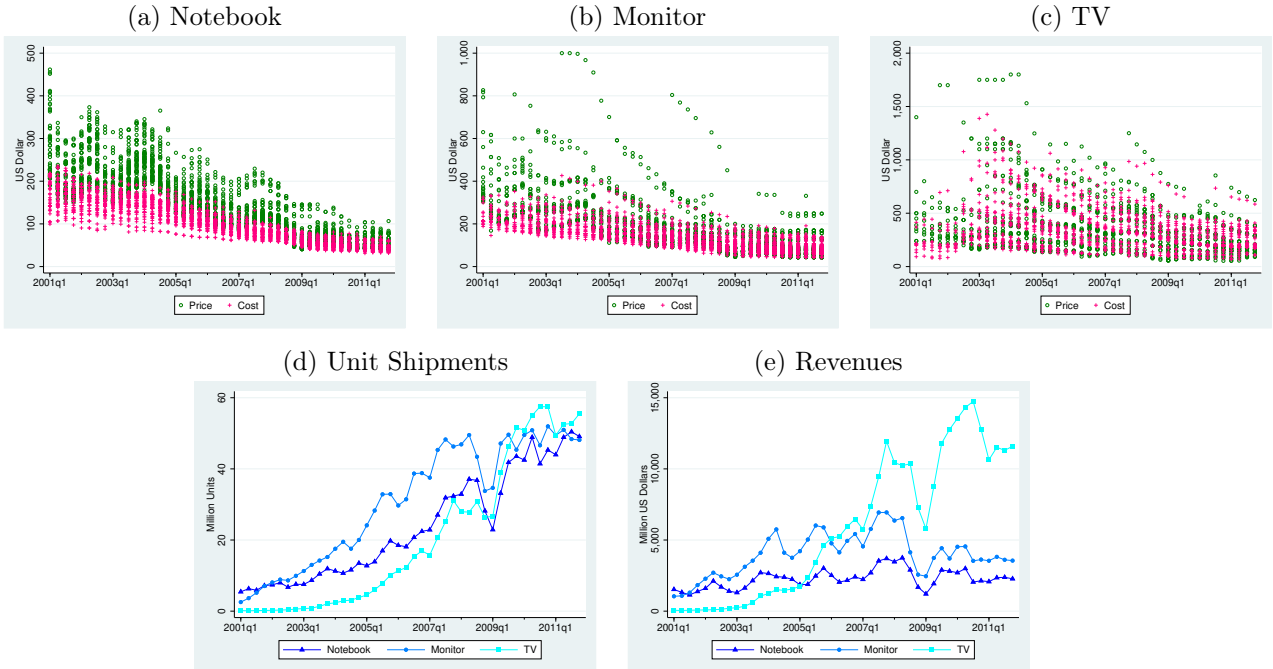 (a) Notebook
500
400
300
200
100
0
US Dollar
2001q1 2003q1 2005q1 2007q1 2009q1 2011q1
Price Cost
(b) Monitor
1,000
800
600
400
200
0
US Dollar
2001q1 2003q1 2005q1 2007q1 2009q1 2011q1
Price Cost
(c) TV
2,000
1,500
1,000
500
0
US Dollar
2001q1 2003q1 2005q1 2007q1 2009q1 2011q1
Price Cost
(d) Unit Shipments
60
40
20
0
Million Units
2001q1 2003q1 2005q1 2007q1 2009q1 2011q1
Notebook Monitor TV
(e) Revenues
15,000
10,000
5,000
0
Million US Dollars
2001q1 2003q1 2005q1 2007q1 2009q1 2011q1
Notebook Monitor TV